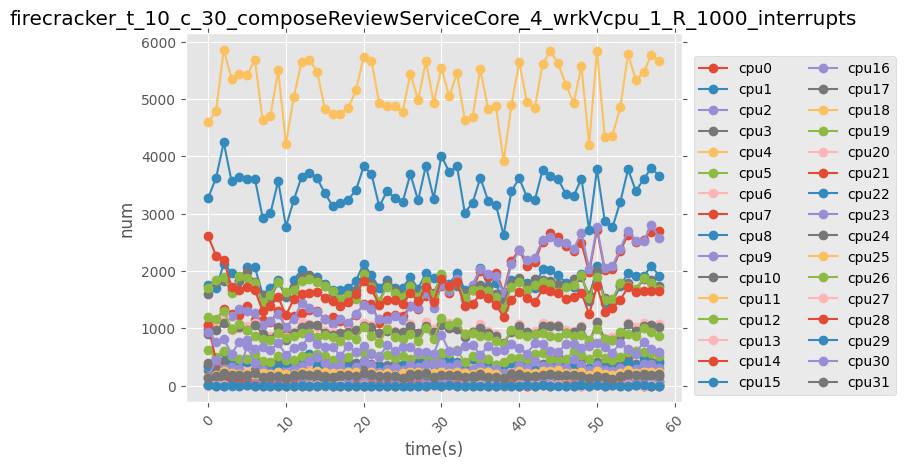 firecracker_t_10_c_30_composeReviewServiceCore_4_wrkVcpu_1_R_1000_interrupts
6000
5000
4000
3000
2000
1000
0
num
0 10 20 30 40 50 60
time(s)
cpu0
cpu1
cpu2
cpu3
cpu4
cpu5
cpu6
cpu7
cpu8
cpu9
cpu10
cpu11
cpu12
cpu13
cpu14
cpu15
cpu16
cpu17
cpu18
cpu19
cpu20
cpu21
cpu22
cpu23
cpu24
cpu25
cpu26
cpu27
cpu28
cpu29
cpu30
cpu31